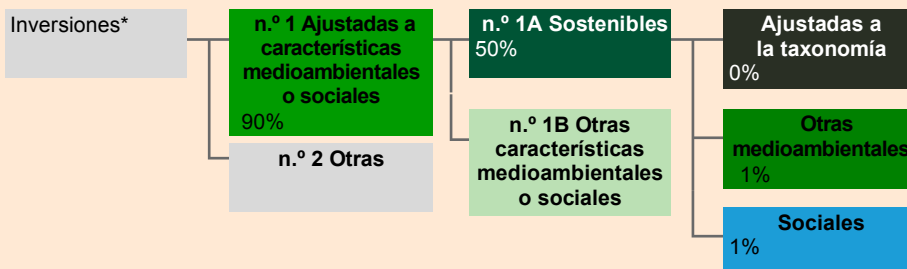 Inversiones*
n.º 1 Ajustadas a
características
medioambientales
o sociales
90%
n.º 2 Otras
n.º 1A Sostenibles
50%
n.º 1B Otras
características
medioambientales
o sociales
Ajustadas a
la taxonomía
0%
Otras
medioambientales
1%
Sociales
1%